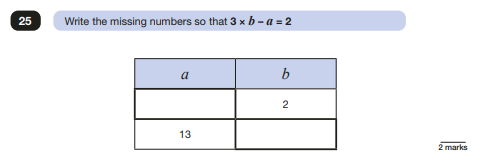 25 Write the missing numbers so that 3 × b – a = 2
a b
2
13
2 marks